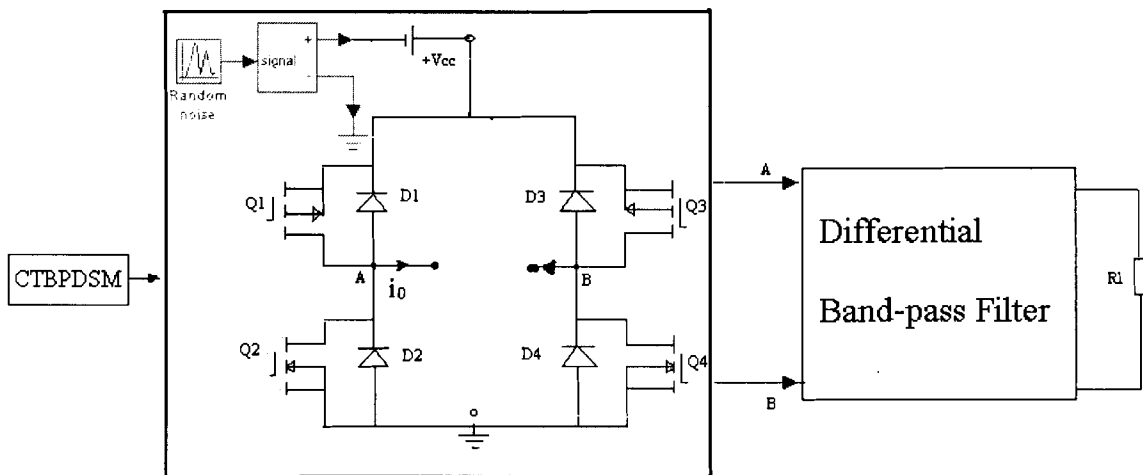 +
signal
-
+Vcc
Random
noise
Q1
D1
D3
Q3
A
i0
B
CTBPDSM
Q2
D2
D4
Q4
o
A
B
Differential
Band-pass Filter
R1